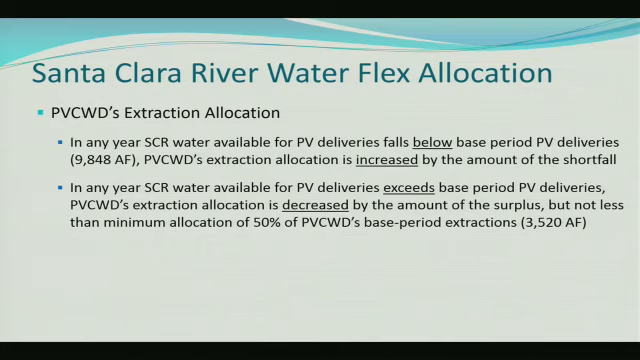 Santa Clara River Water Flex Allocation
PVCWD's Extraction Allocation
In any year SCR water available for PV deliveries falls below base period PV deliveries
(9,848 AF), PVCWD's extraction allocation is increased by the amount of the shortfall
In any year SCR water available for PV deliveries exceeds base period PV deliveries,
PVCWD's extraction allocation is decreased by the amount of the surplus, but not less
than minimum allocation of 50% of PVCWD's base-period extractions (3,520 AF)